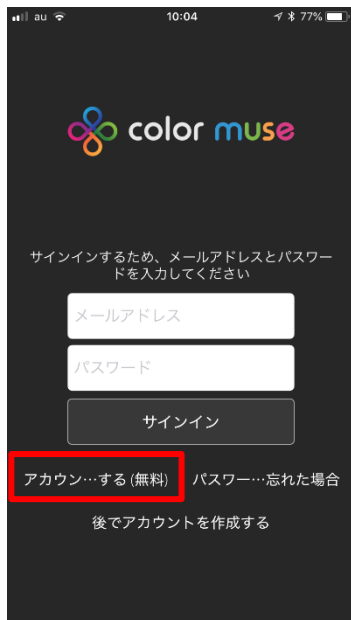 au 10:04 77%
color muse
サインインするため、メールアドレスとパスワー
ドを入力してください
メールアドレス
パスワード
サインイン
アカウン…する(無料) パスワー…忘れた場合
後でアカウントを作成する